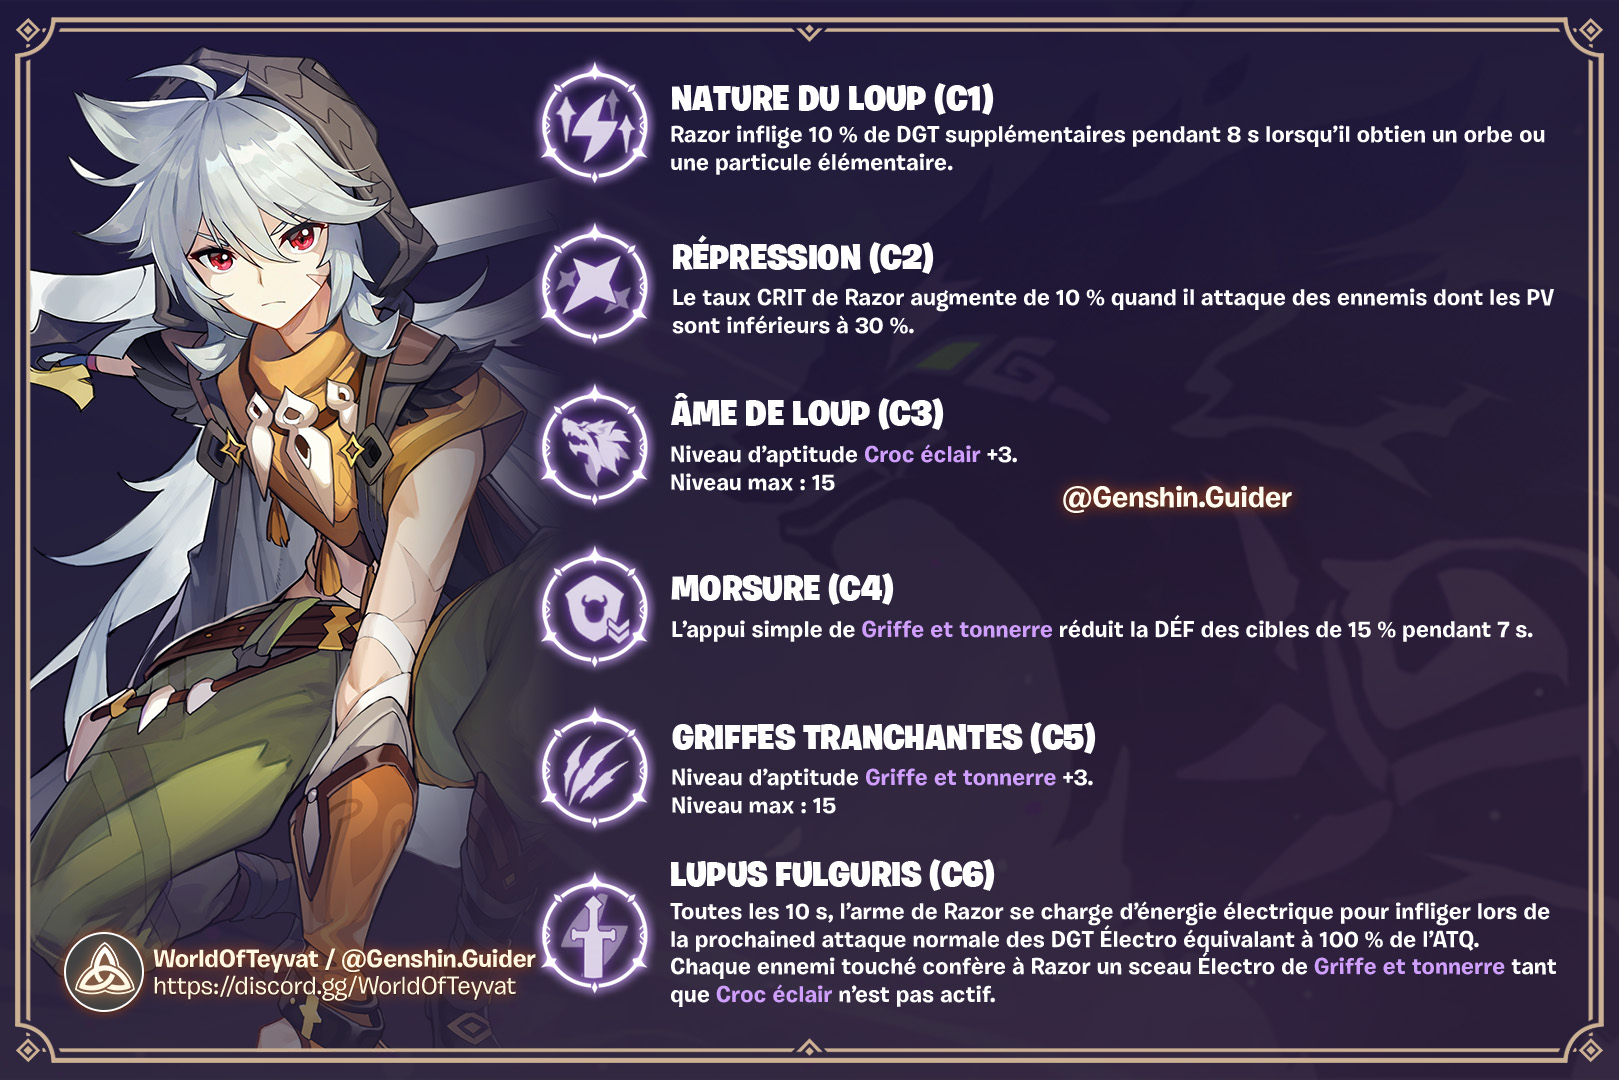 NATURE DU LOUP (C1)
Razor inflige 10 % de DGT supplémentaires pendant 8 s lorsqu'il obtien un orbe ou
une particule élémentaire.
RÉPRESSION (C2)
Le taux CRIT de Razor augmente de 10 % quand il attaque des ennemis dont les PV
sont inférieurs à 30 %.
ÂME DE LOUP (C3)
Niveau d'aptitude Croc éclair +3.
Niveau max : 15
@Genshin.Guider
MORSURE (C4)
L'appui simple de Griffe et tonnerre réduit la DÉF des cibles de 15 % pendant 7 s.
GRIFFES TRANCHANTES (C5)
Niveau d'aptitude Griffe et tonnerre +3.
Niveau max : 15
LUPUS FULGURIS (C6)
Toutes les 10 s, l'arme de Razor se charge d'énergie électrique pour infliger lors de
la prochained attaque normale des DGT Électro équivalant à 100 % de l'ATQ.
Chaque ennemi touché confère à Razor un sceau Électro de Griffe et tonnerre tant
que Croc éclair n'est pas actif.
WorldOfTeyvat / @Genshin.Guider
https://discord.gg/WorldOfTeyvat